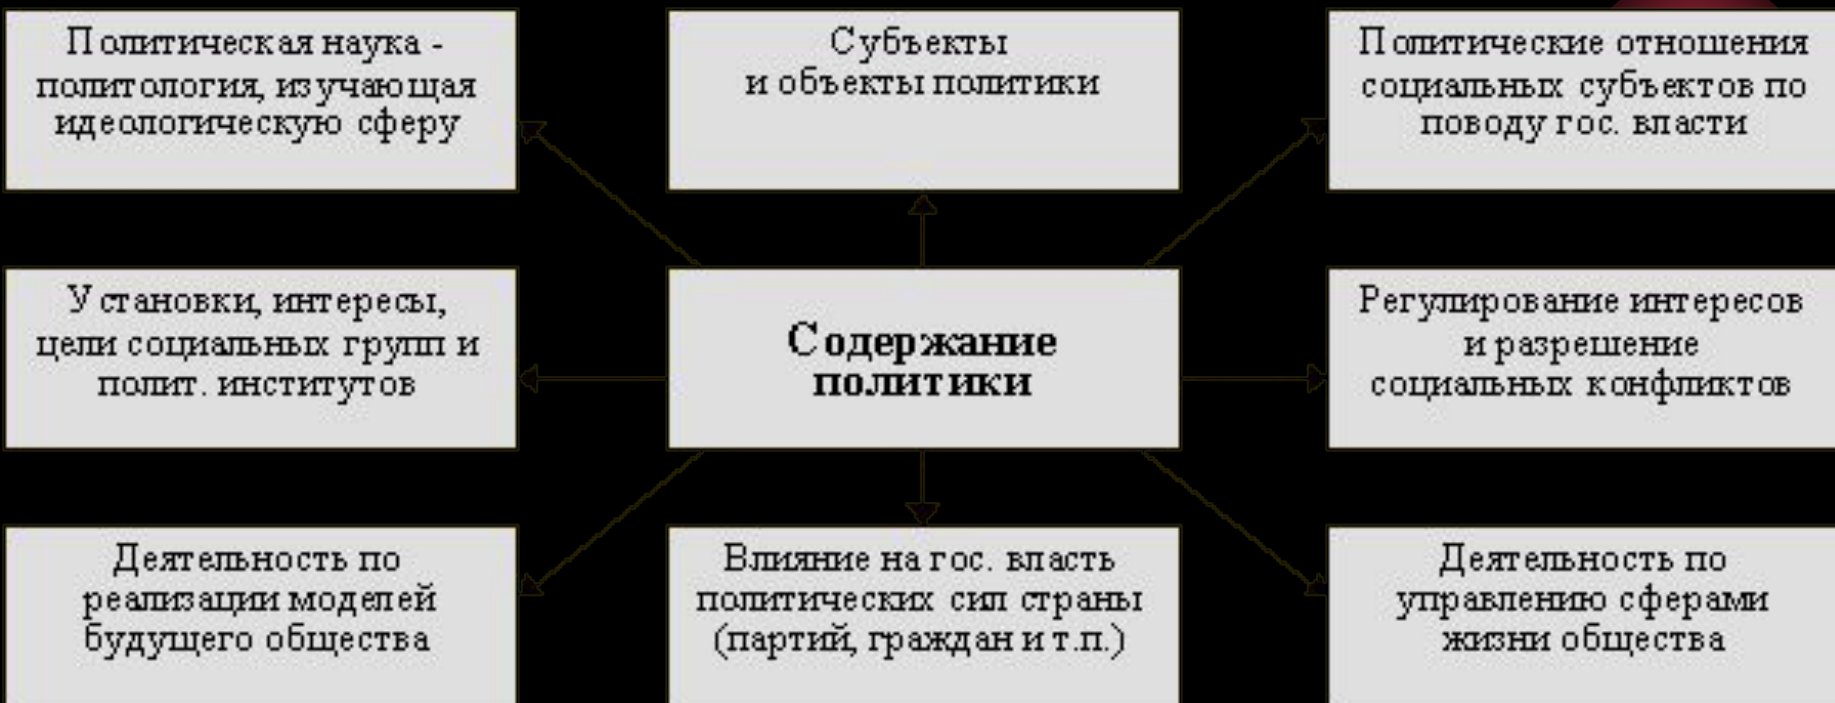 Политическая наука -
политология, изучающая
идеологическую сферу
Субъекты
и объекты политики
Политические отношения
социальных субъектов по
поводу гос. власти
Установки, интересы,
цели социальных групп и
полит. институтов
Содержание
политики
Регулирование интересов
и разрешение
социальных конфликтов
Деятельность по
реализации моделей
будущего общества
Влияние на гос. власть
политических сил страны
(партий, граждан и т.п.)
Деятельность по
управлению сферами
жизни общества